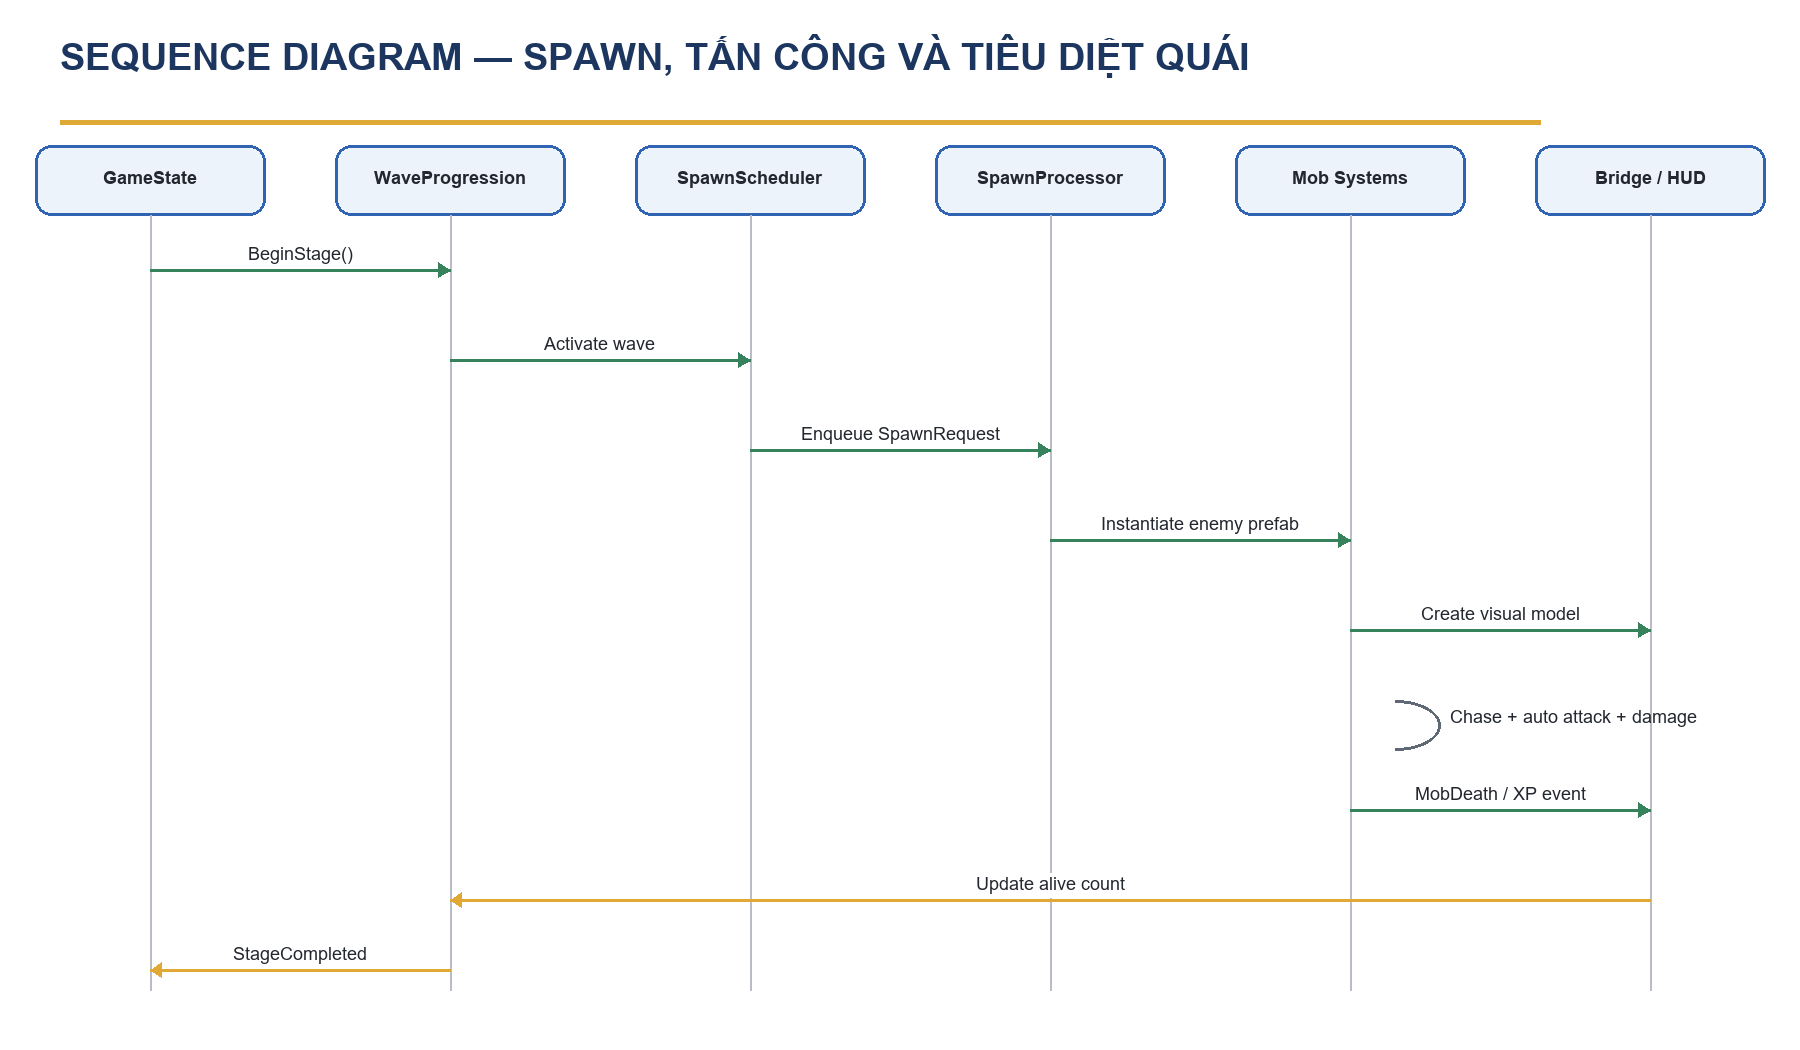 SEQUENCE DIAGRAM — SPAWN, TẤN CÔNG VÀ TIÊU DIỆT QUÁI
GameState
WaveProgression
SpawnScheduler
SpawnProcessor
Mob Systems
Bridge / HUD
BeginStage()
Activate wave
Enqueue SpawnRequest
Instantiate enemy prefab
Create visual model
Chase + auto attack + damage
MobDeath / XP event
Update alive count
StageCompleted